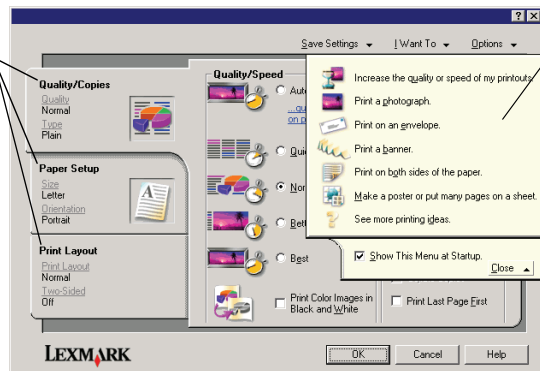 Save Settings
I Want To
Options
Quality/Copies
Quality
Normal
Type
Plain
Paper Setup
Size
Letter
Orientation
Portrait
Print Layout
Print Layout
Normal
Two-Sided
Off
Quality/Speed
Best
Print Color Images in
Black and White
Increase the quality or speed of my printouts
Print a photograph.
Print on an envelope.
Print a banner.
Print on both sides of the paper.
Make a poster or put many pages on a sheet.
See more printing ideas.
Show This Menu at Startup.
Close
Print Last Page First
LEXMARK
OK
Cancel
Help